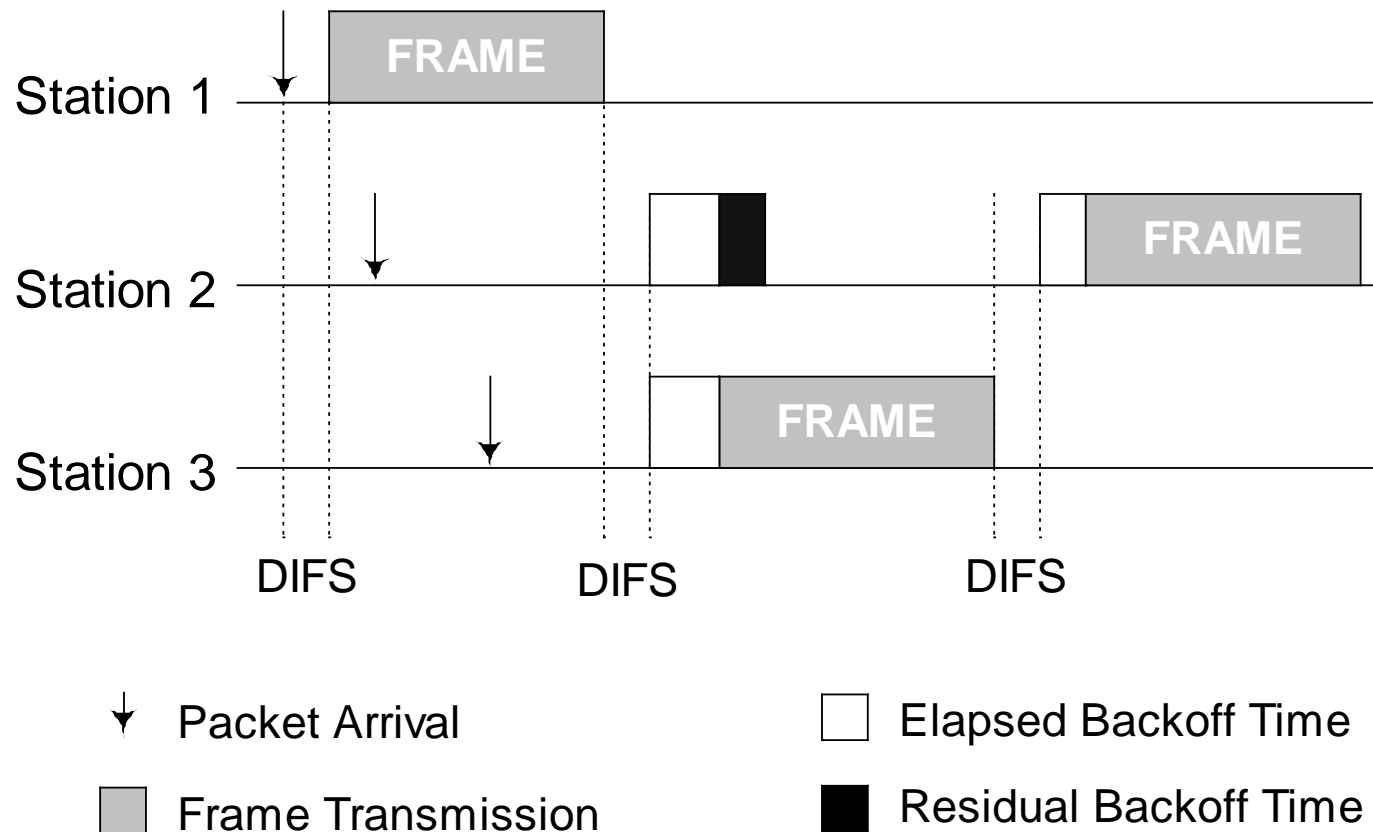 FRAME
Station 1
FRAME
Station 2
FRAME
Station 3
DIFS DIFS DIFS
Packet Arrival Elapsed Backoff Time
Frame Transmission Residual Backoff Time